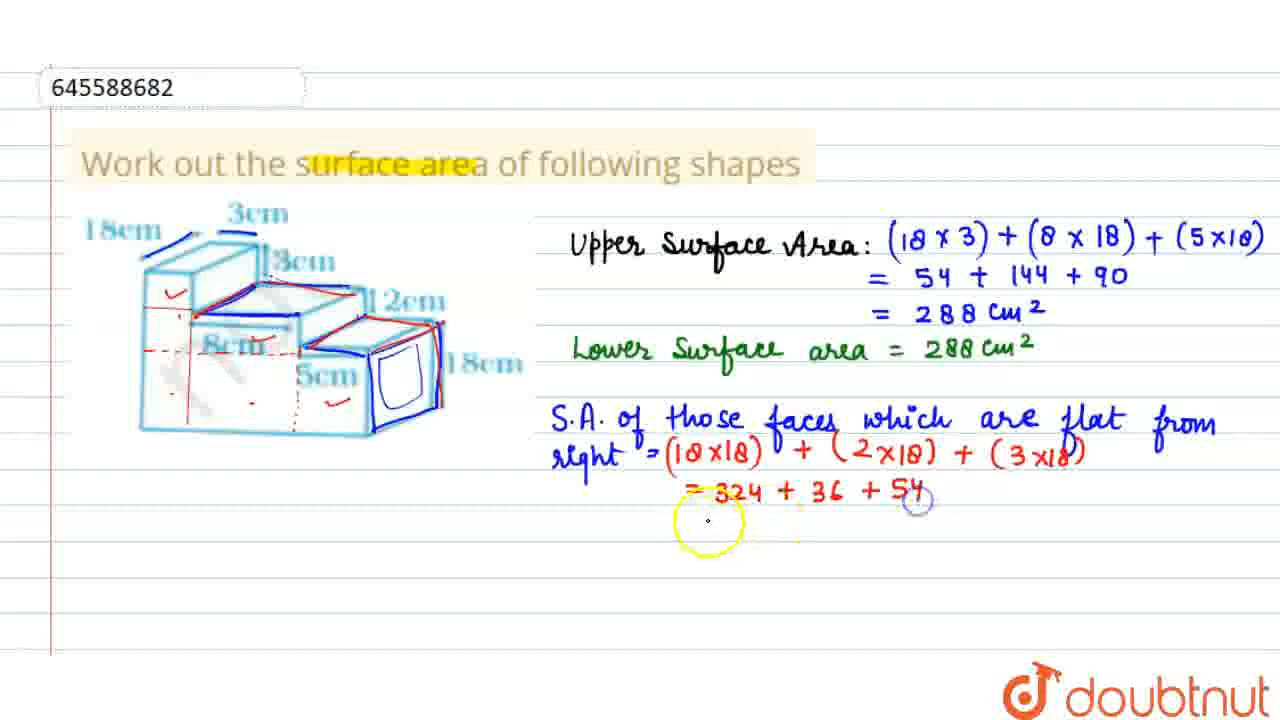 645588682
Work out the surface area of following shapes
18cm
3cm
3cm
12cm
8cm
5cm
18cm
Upper Surface Area: (18 x 3) + (8 x 18) + (5 x 18)
= 54 + 144 + 90
= 288 cm²
Lower Surface area = 288 cm²
S.A. of those faces which are flat from
right = (18 x 18) + (2 x 18) + (3 x 18)
= 324 + 36 + 54
doubtnut